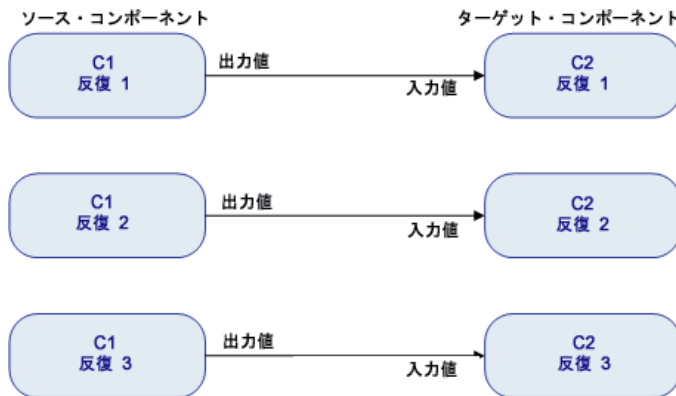 ソース・コンポーネント
ターゲット・コンポーネント
C1
反復 1
出力値
入力値
C2
反復 1
C1
反復 2
出力値
入力値
C2
反復 2
C1
反復 3
出力値
入力値
C2
反復 3